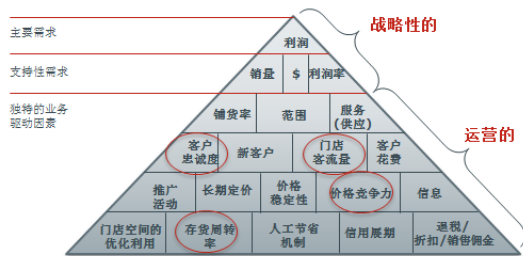 主要需求
支持性需求
独特的业务
驱动因素
战略性的
运营的
利润
销量
$
利润率
铺货率
范围
服务
(供应)
客户
忠诚度
新客户
门店
客流量
客户
花费
推广
活动
长期定价
价格
稳定性
价格竞争力
信息
门店空间的
优化利用
存货周转
率
人工节省
机制
信用展期
退税/
折扣/销售佣金